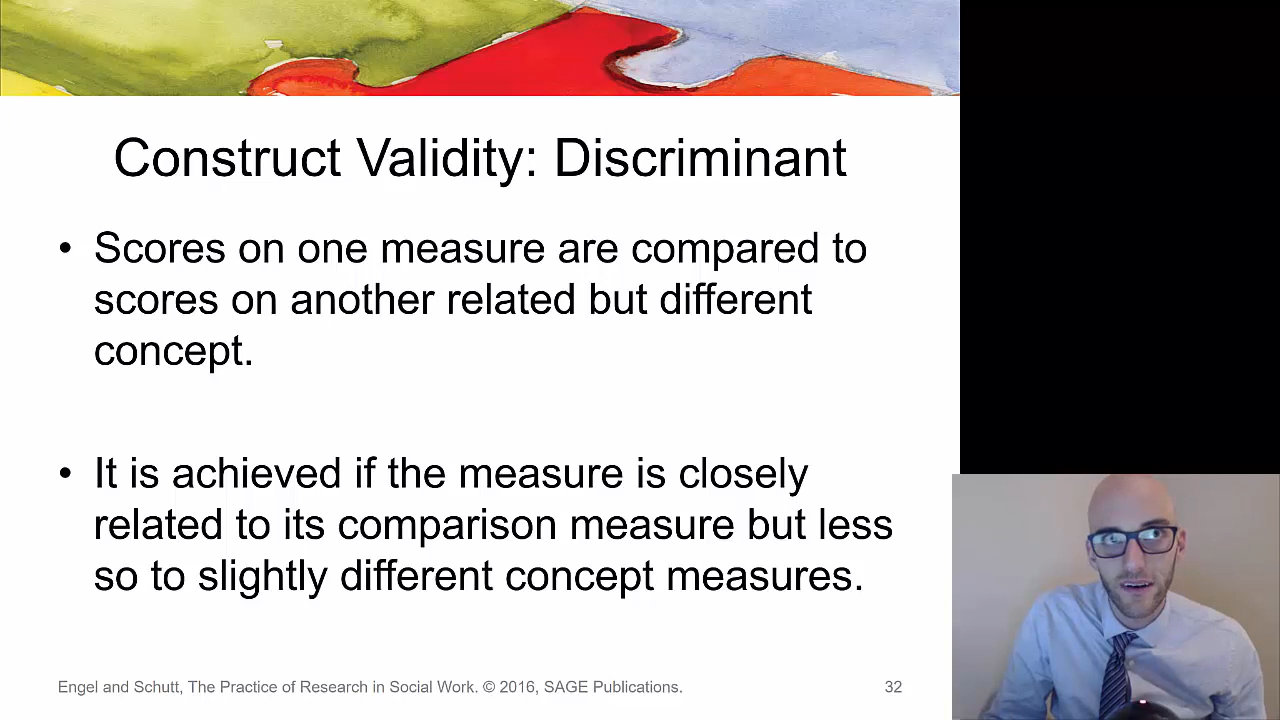 Construct Validity: Discriminant
• Scores on one measure are compared to
scores on another related but different
concept.
• It is achieved if the measure is closely
related to its comparison measure but less
so to slightly different concept measures.
Engel and Schutt, The Practice of Research in Social Work. © 2016, SAGE Publications.
32